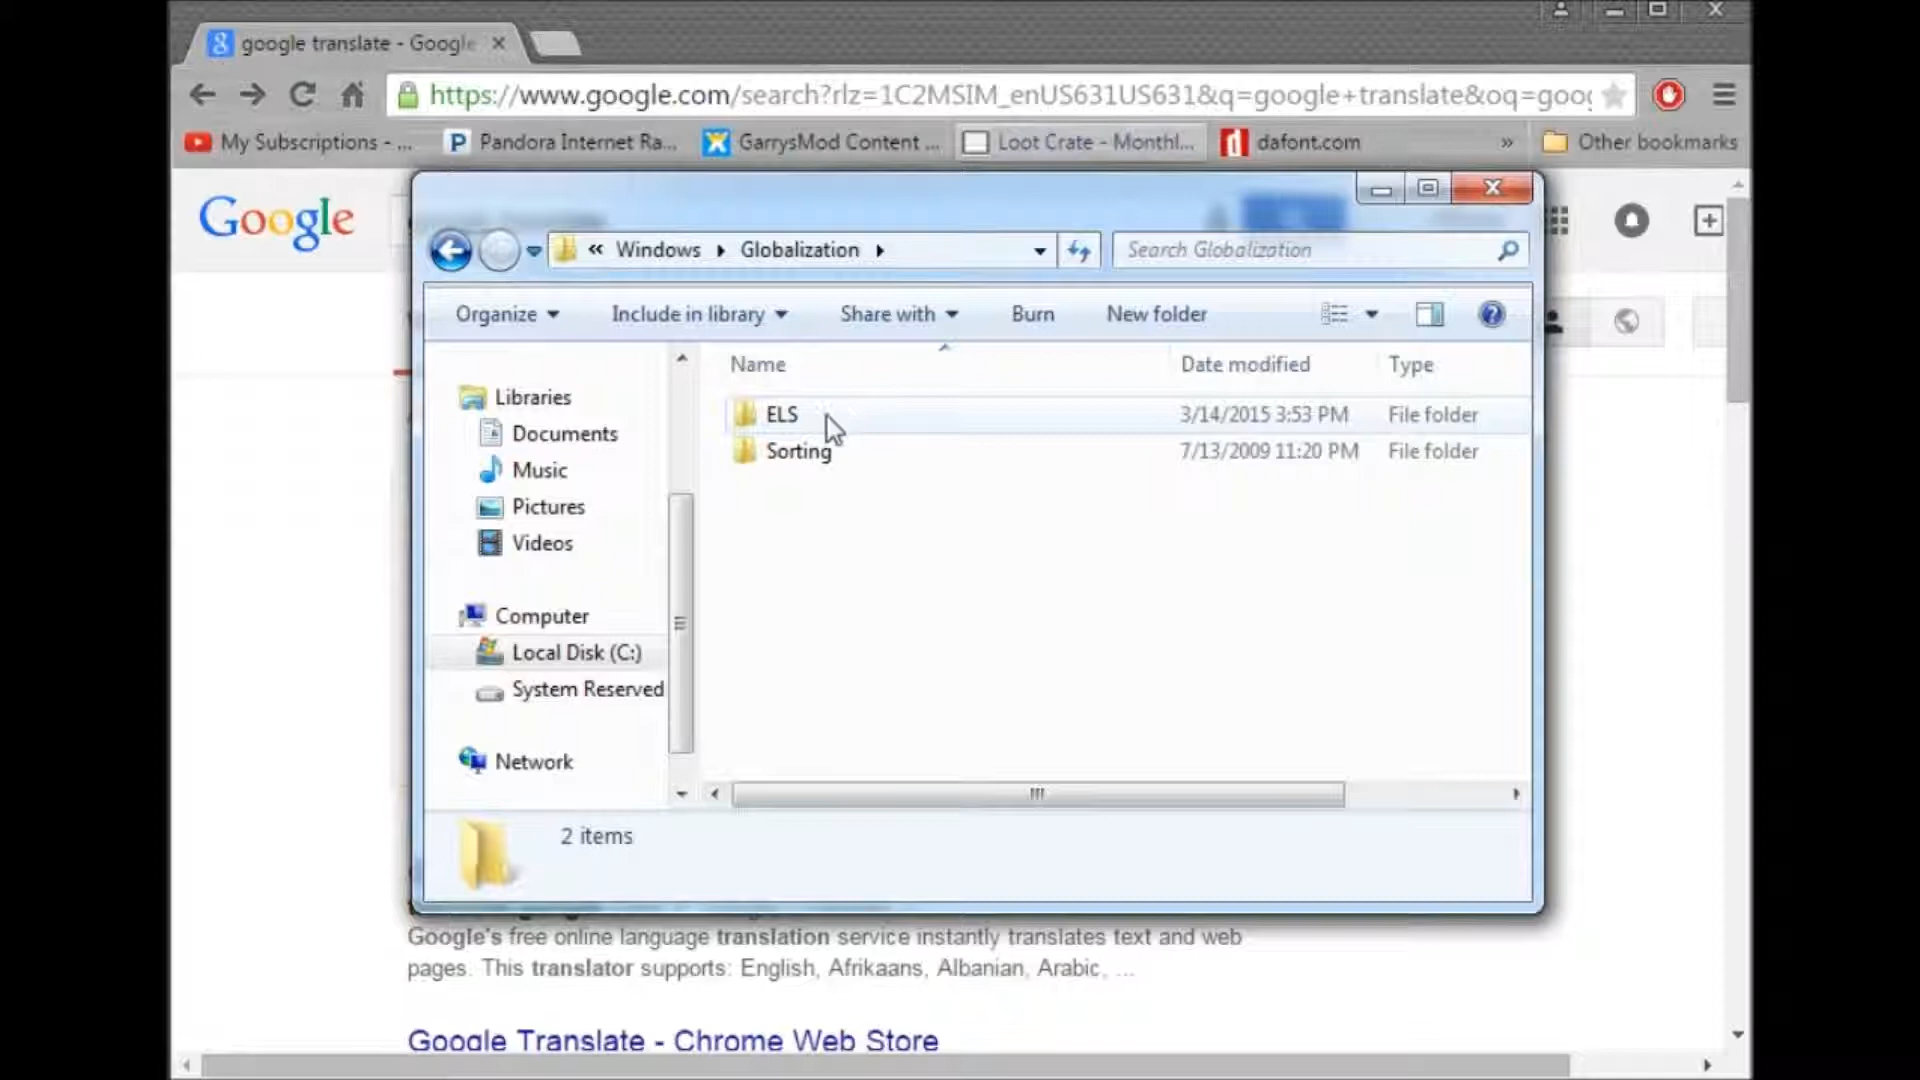 google translate - Google
https://www.google.com/search?rlz=1C2MSIM_enUS631US631&q=google+translate&oq=goo
My Subscriptions - ... Pandora Internet Ra... GarrysMod Content ... Loot Crate - Monthl... dafont.com » Other bookmarks
Google
« Windows Globalization Search Globalization
Organize Include in library Share with Burn New folder
Name Date modified Type
Libraries
Documents
Music
Pictures
Videos
Computer
Local Disk (C:)
System Reserved
Network
ELS 3/14/2015 3:53 PM File folder
Sorting 7/13/2009 11:20 PM File folder
2 items
Google's free online language translation service instantly translates text and web
pages. This translator supports: English, Afrikaans, Albanian, Arabic, ...
Google Translate - Chrome Web Store